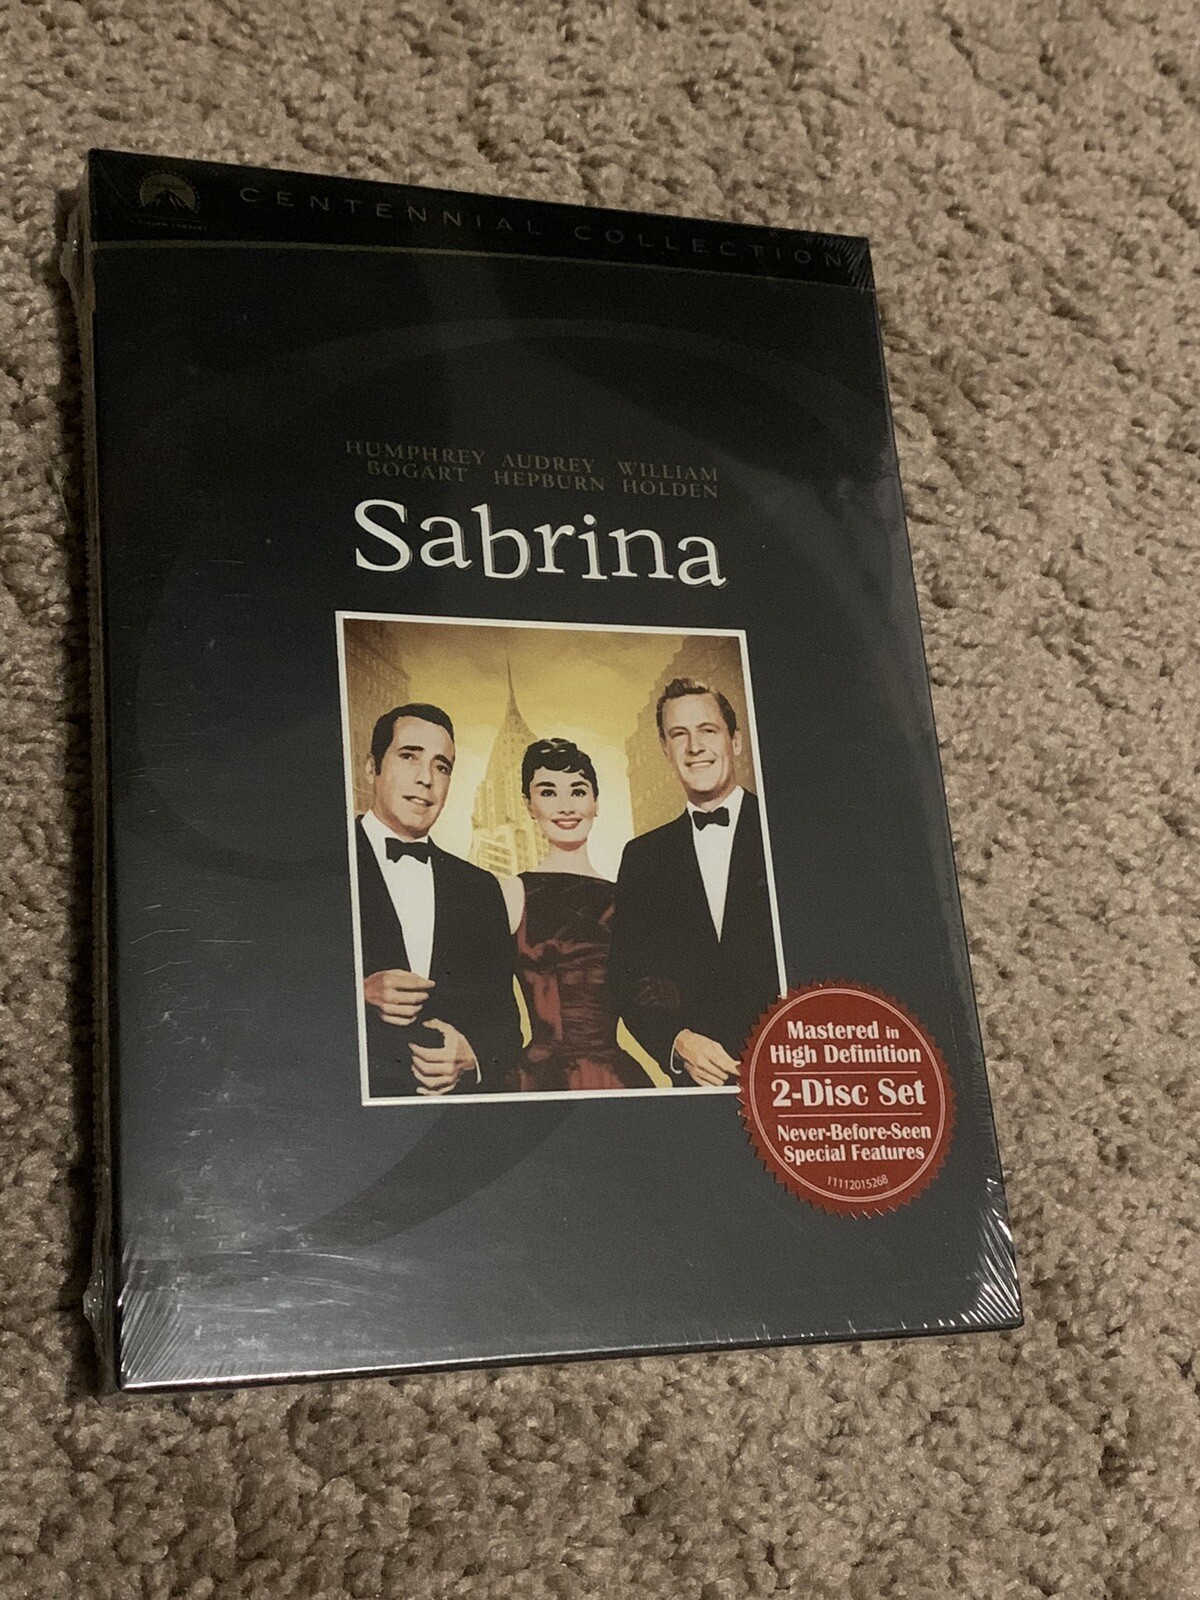 CENTENNIAL COLLECTION
HUMPHREY AUDREY WILLIAM
BOGART HEPBURN HOLDEN
Sabrina
Mastered in
High Definition
2-Disc Set
Never-Before-Seen
Special Features
11112015268